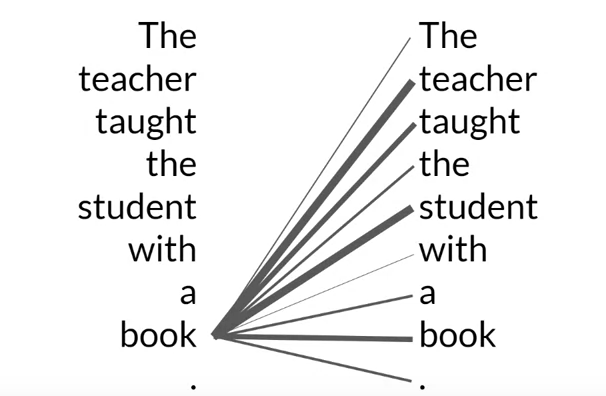 The The
teacher teacher
taught taught
the the
student student
with with
a a
book book
. .